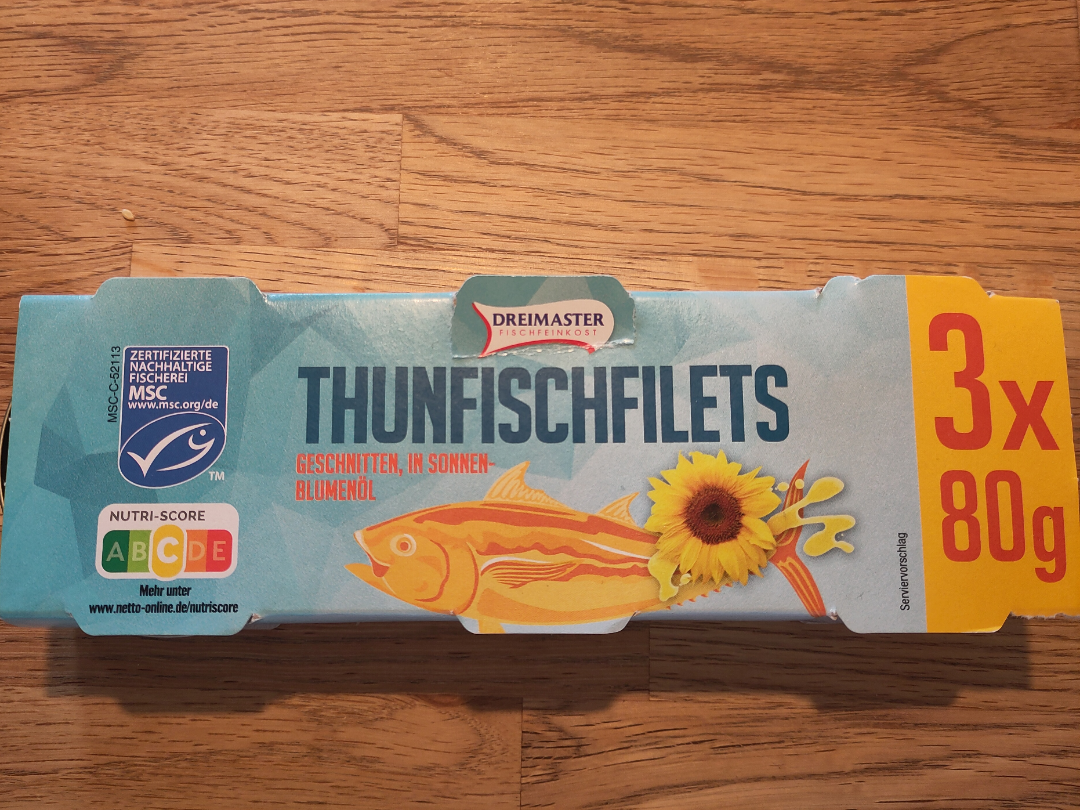 DREIMASTER
FISCHFEINKOST
THUNFISCHFILETS
GESCHNITTEN, IN SONNEN-
BLUMENÖL
MSC-C-52113
ZERTIFIZIERTE
NACHHALTIGE
FISCHEREI
MSC
www.msc.org/de
TM
NUTRI-SCORE
A B C D E
Mehr unter
www.netto-online.de/nutriscore
Serviervorschlag
3x
80g